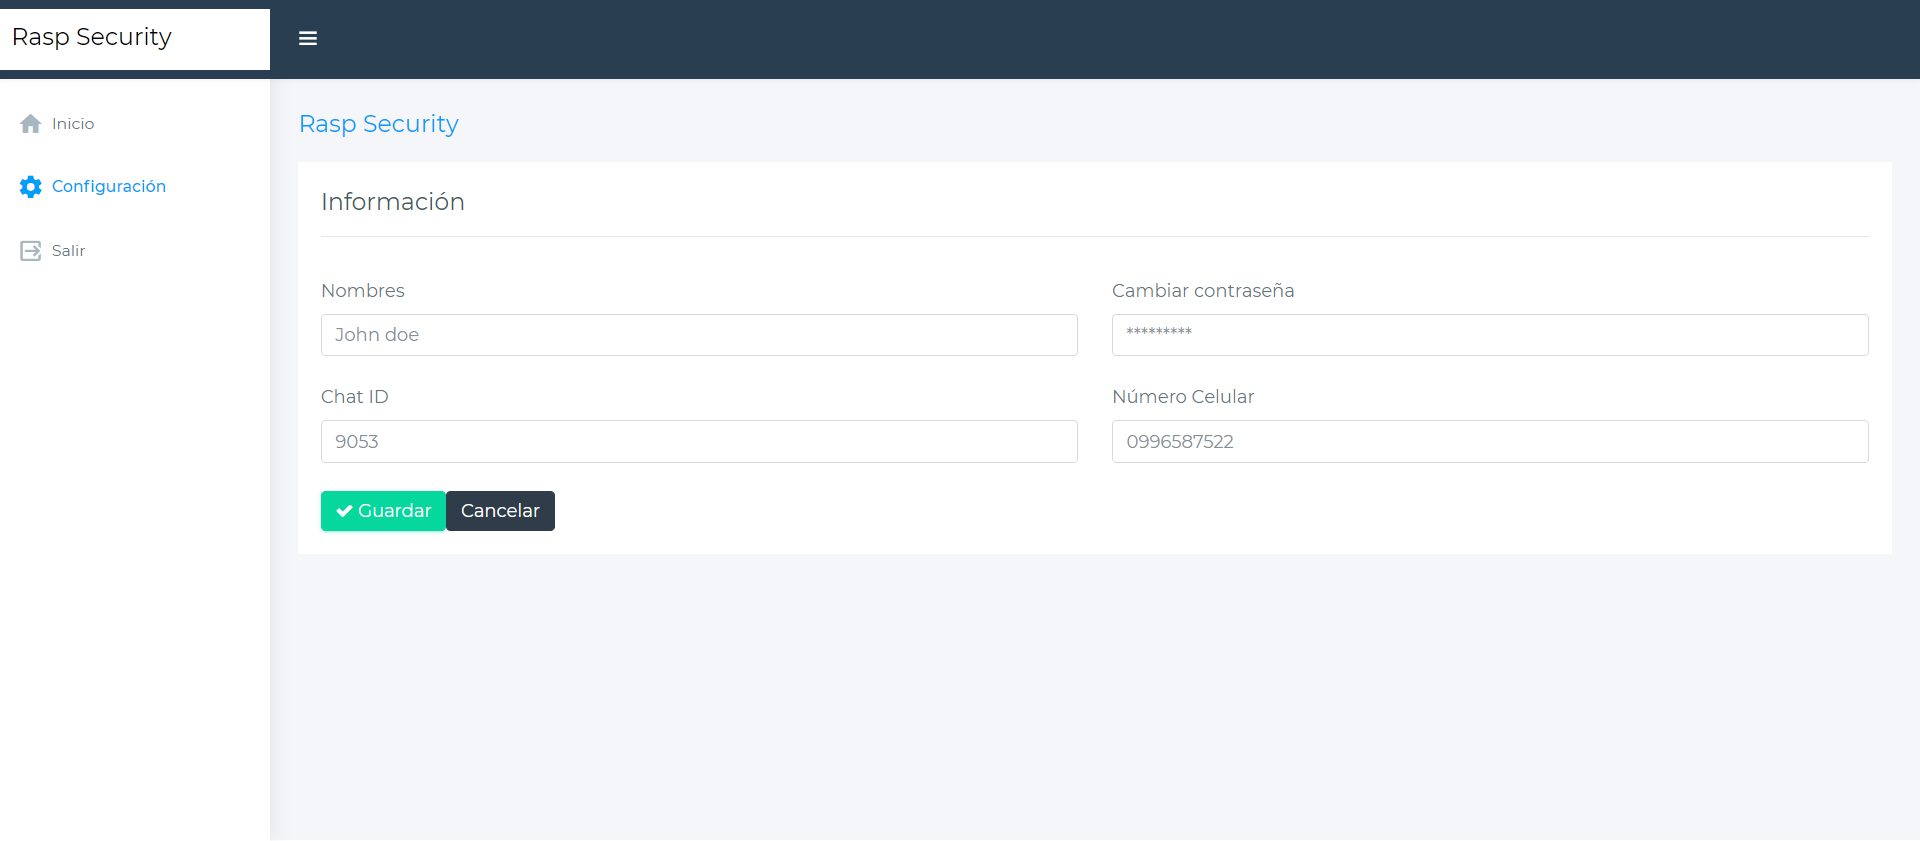 Rasp Security
Inicio
Configuración
Salir
Rasp Security
Información
Nombres
John doe
Cambiar contraseña
*********
Chat ID
9053
Número Celular
0996587522
Guardar
Cancelar